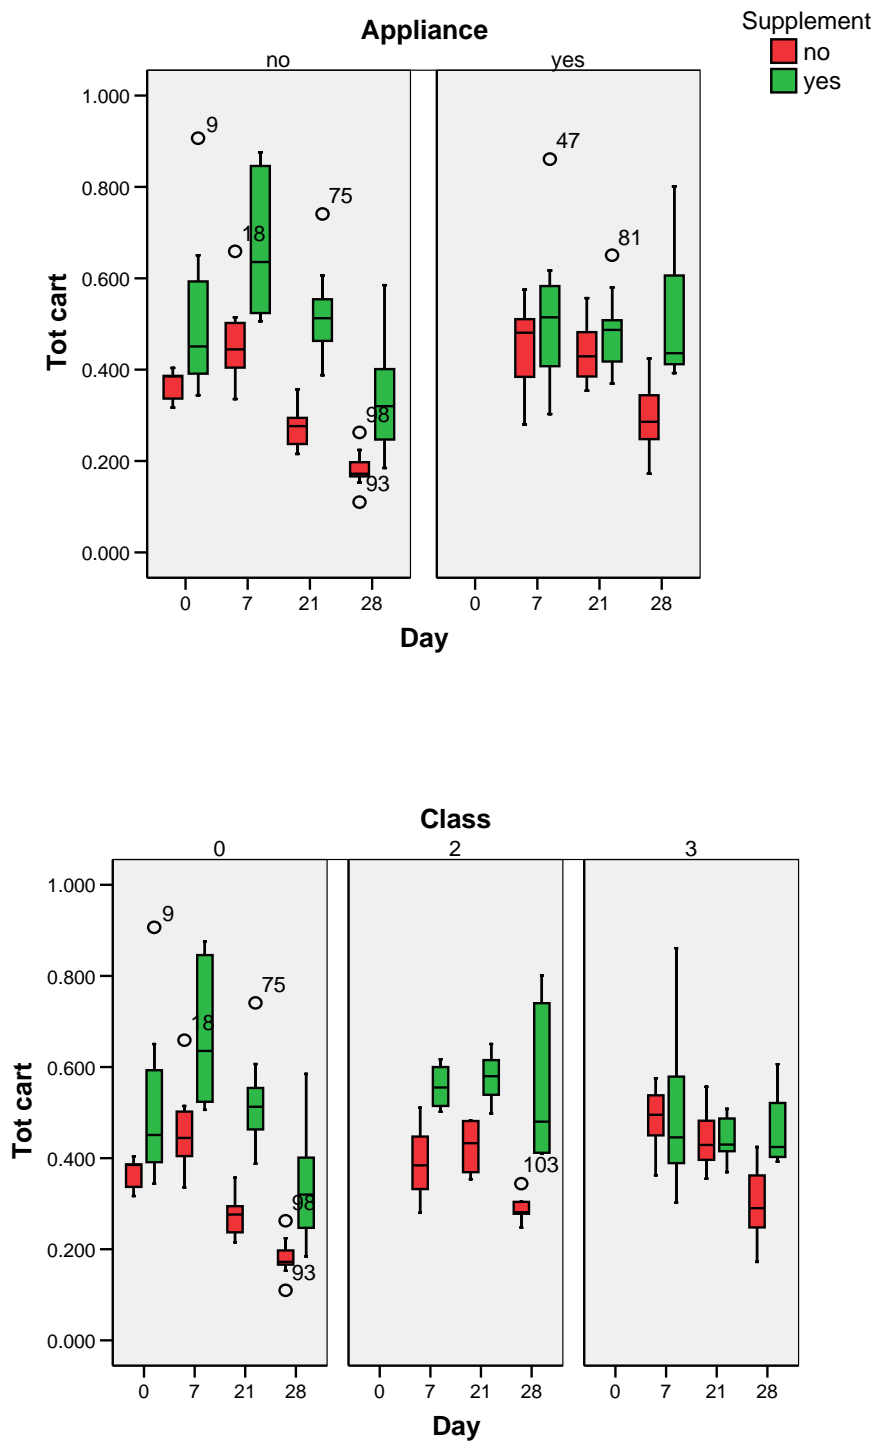 Supplement
no
yes
Appliance
no yes
1.000
0.800
0.600
0.400
0.200
0.000
Tot cart
9
18
75
98
93
47
81
0 7 21 28 0 7 21 28
Day
Class
0 2 3
1.000
0.800
0.600
0.400
0.200
0.000
Tot cart
9
18
75
98
93
103
0 7 21 28 0 7 21 28 0 7 21 28
Day